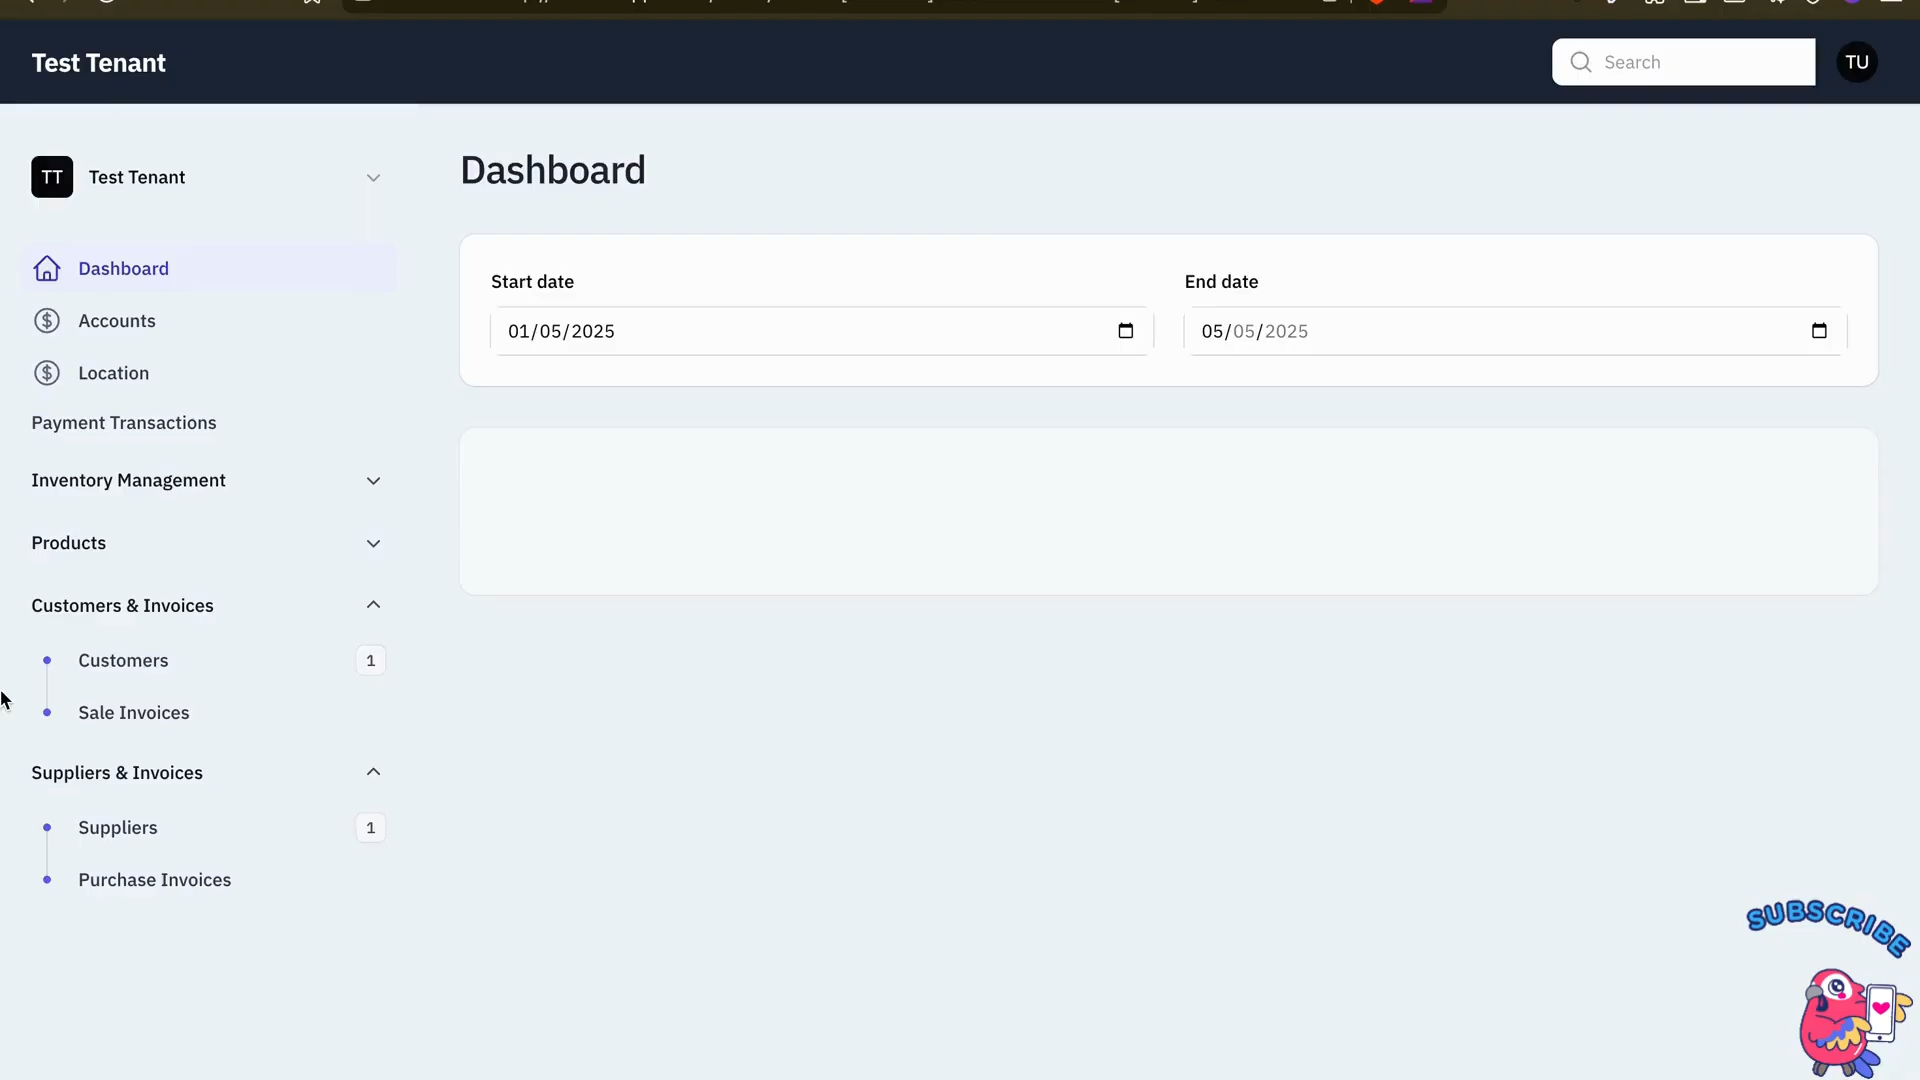 Test Tenant
Search
TU
TT
Test Tenant
Dashboard
Dashboard
Accounts
Location
Payment Transactions
Inventory Management
Products
Customers & Invoices
Customers
1
Sale Invoices
Suppliers & Invoices
Suppliers
1
Purchase Invoices
Start date
End date
01/05/2025
05/05/2025
SUBSCRIBE